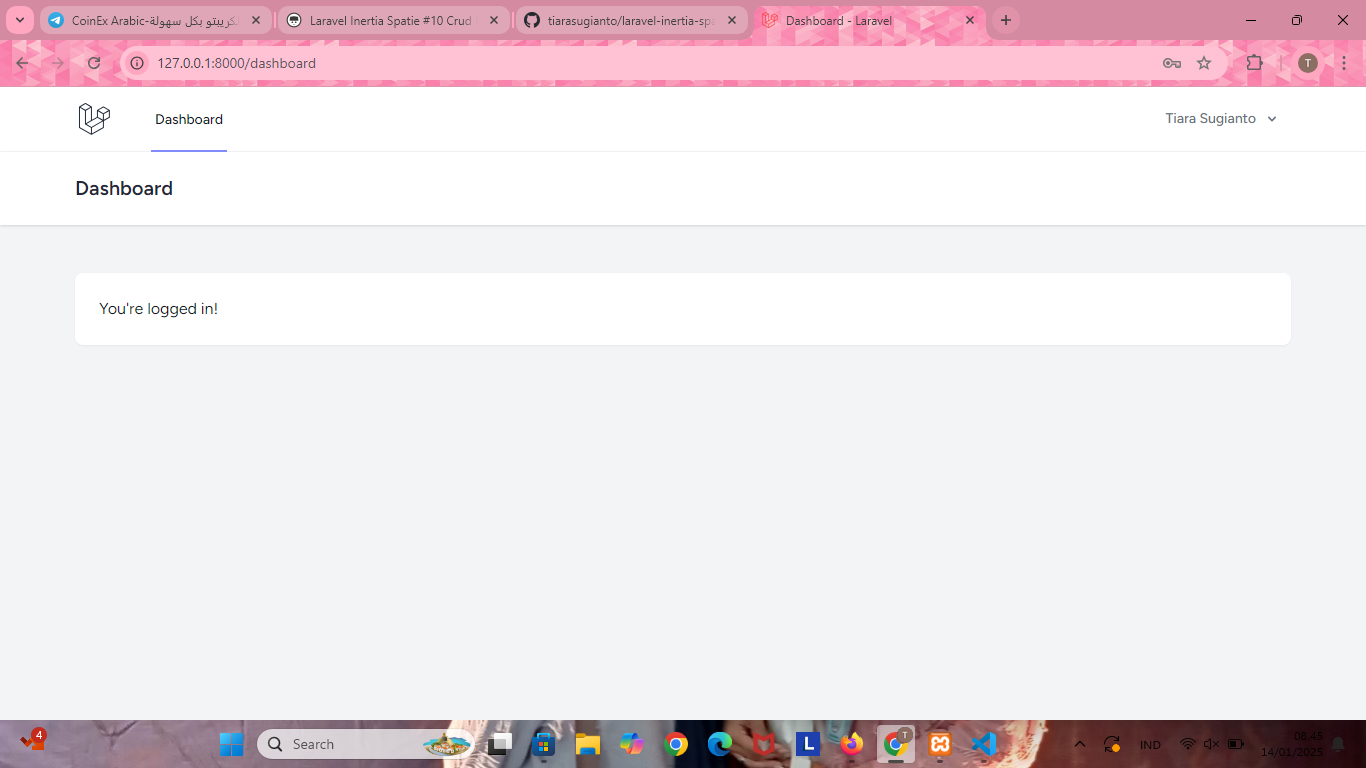 CoinEx Arabic-كريبتو بكل سهولة
Laravel Inertia Spatie #10 Crud
tiarasugianto/laravel-inertia-spa
Dashboard - Laravel
127.0.0.1:8000/dashboard
T
Dashboard
Tiara Sugianto
Dashboard
You're logged in!
4
Search
L
T
IND
08.45
14/01/2025